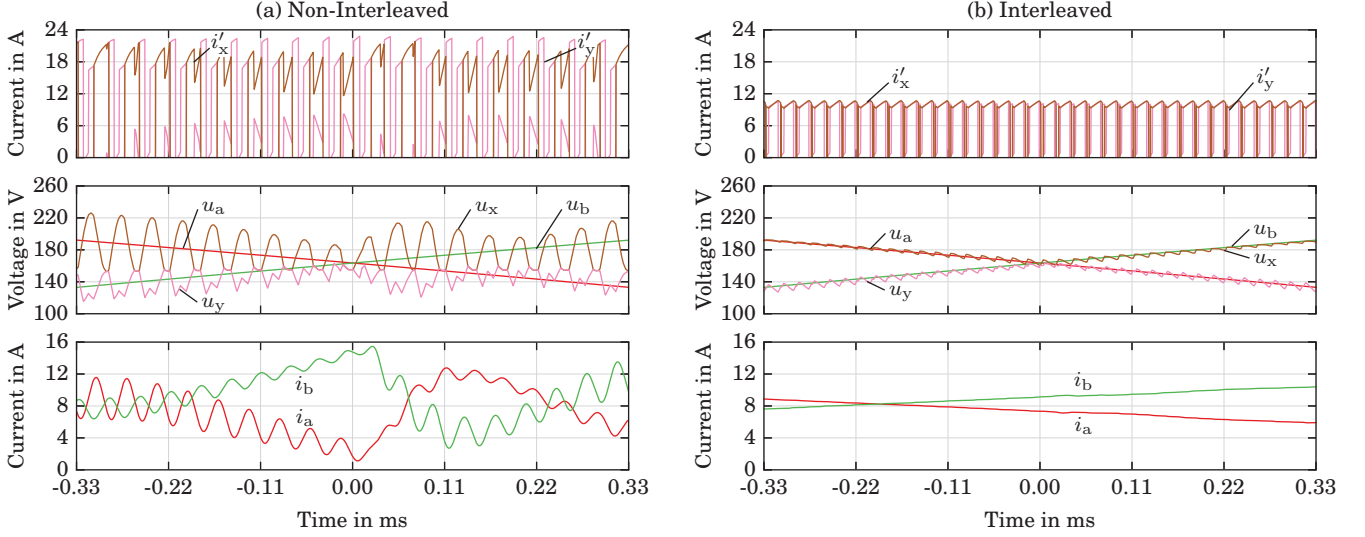 (a) Non-Interleaved
Current in A
24
18
12
6
0
i′x
i′y
Voltage in V
260
220
180
140
100
ua
ux
ub
uy
Current in A
16
12
8
4
0
ib
ia
-0.33 -0.22 -0.11 0.00 0.11 0.22 0.33
Time in ms
(b) Interleaved
Current in A
24
18
12
6
0
i′x
i′y
Voltage in V
260
220
180
140
100
ua
ub
ux
uy
Current in A
16
12
8
4
0
ib
ia
-0.33 -0.22 -0.11 0.00 0.11 0.22 0.33
Time in ms